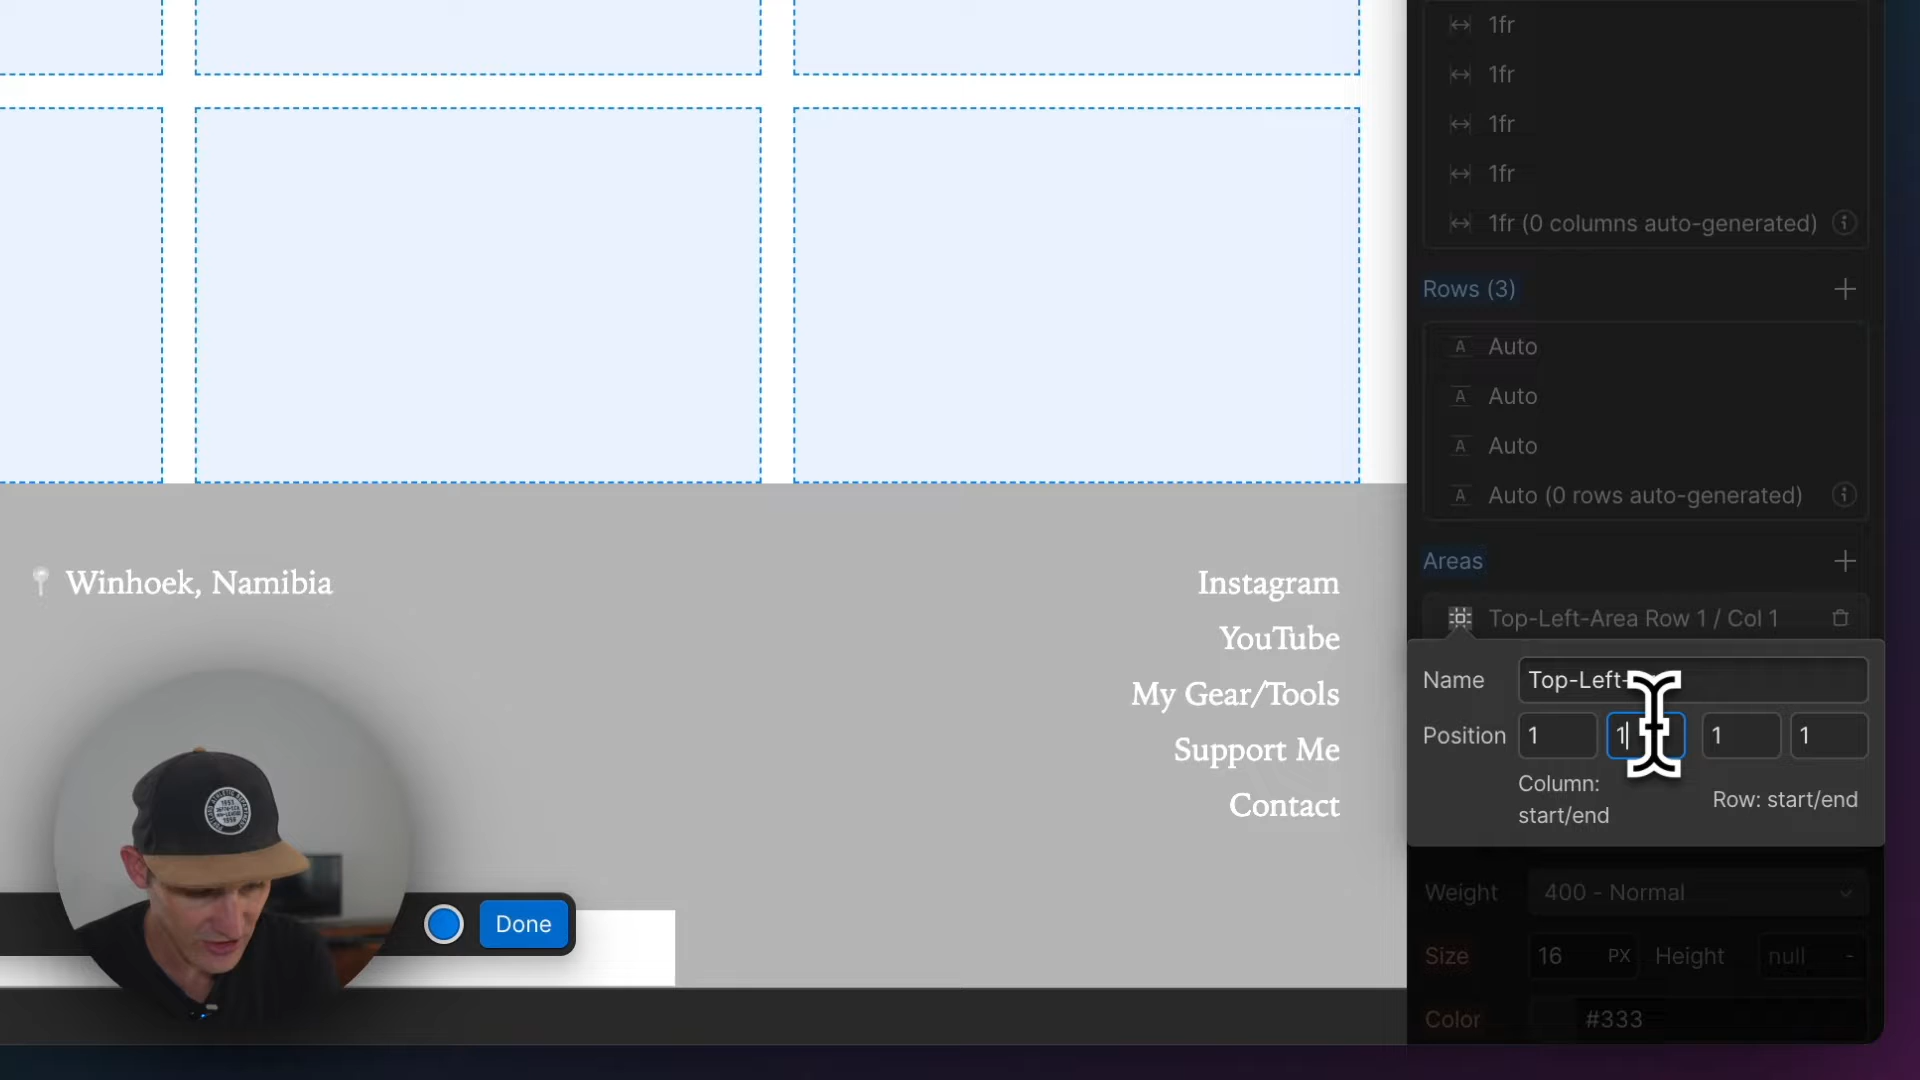 1fr
1fr
1fr
1fr
1fr (0 columns auto-generated)
Rows (3)
Auto
Auto
Auto
Auto (0 rows auto-generated)
Areas
Top-Left-Area Row 1 / Col 1
Name
Top-Left-
Position
1
1
1
1
Column:
start/end
Row: start/end
Weight
400 - Normal
Size
16
PX
Height
null
-
Color
#333
Winhoek, Namibia
Instagram
YouTube
My Gear/Tools
Support Me
Contact
Done